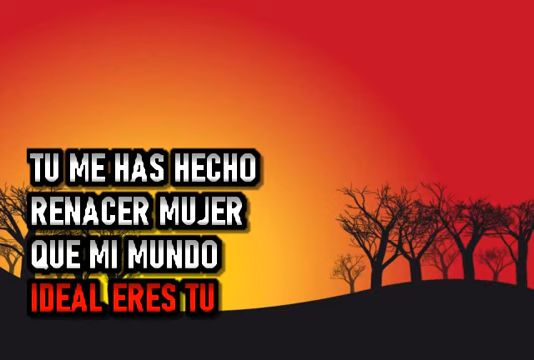 TU ME HAS HECHO
RENACER MUJER
QUE MI MUNDO
IDEAL ERES TU